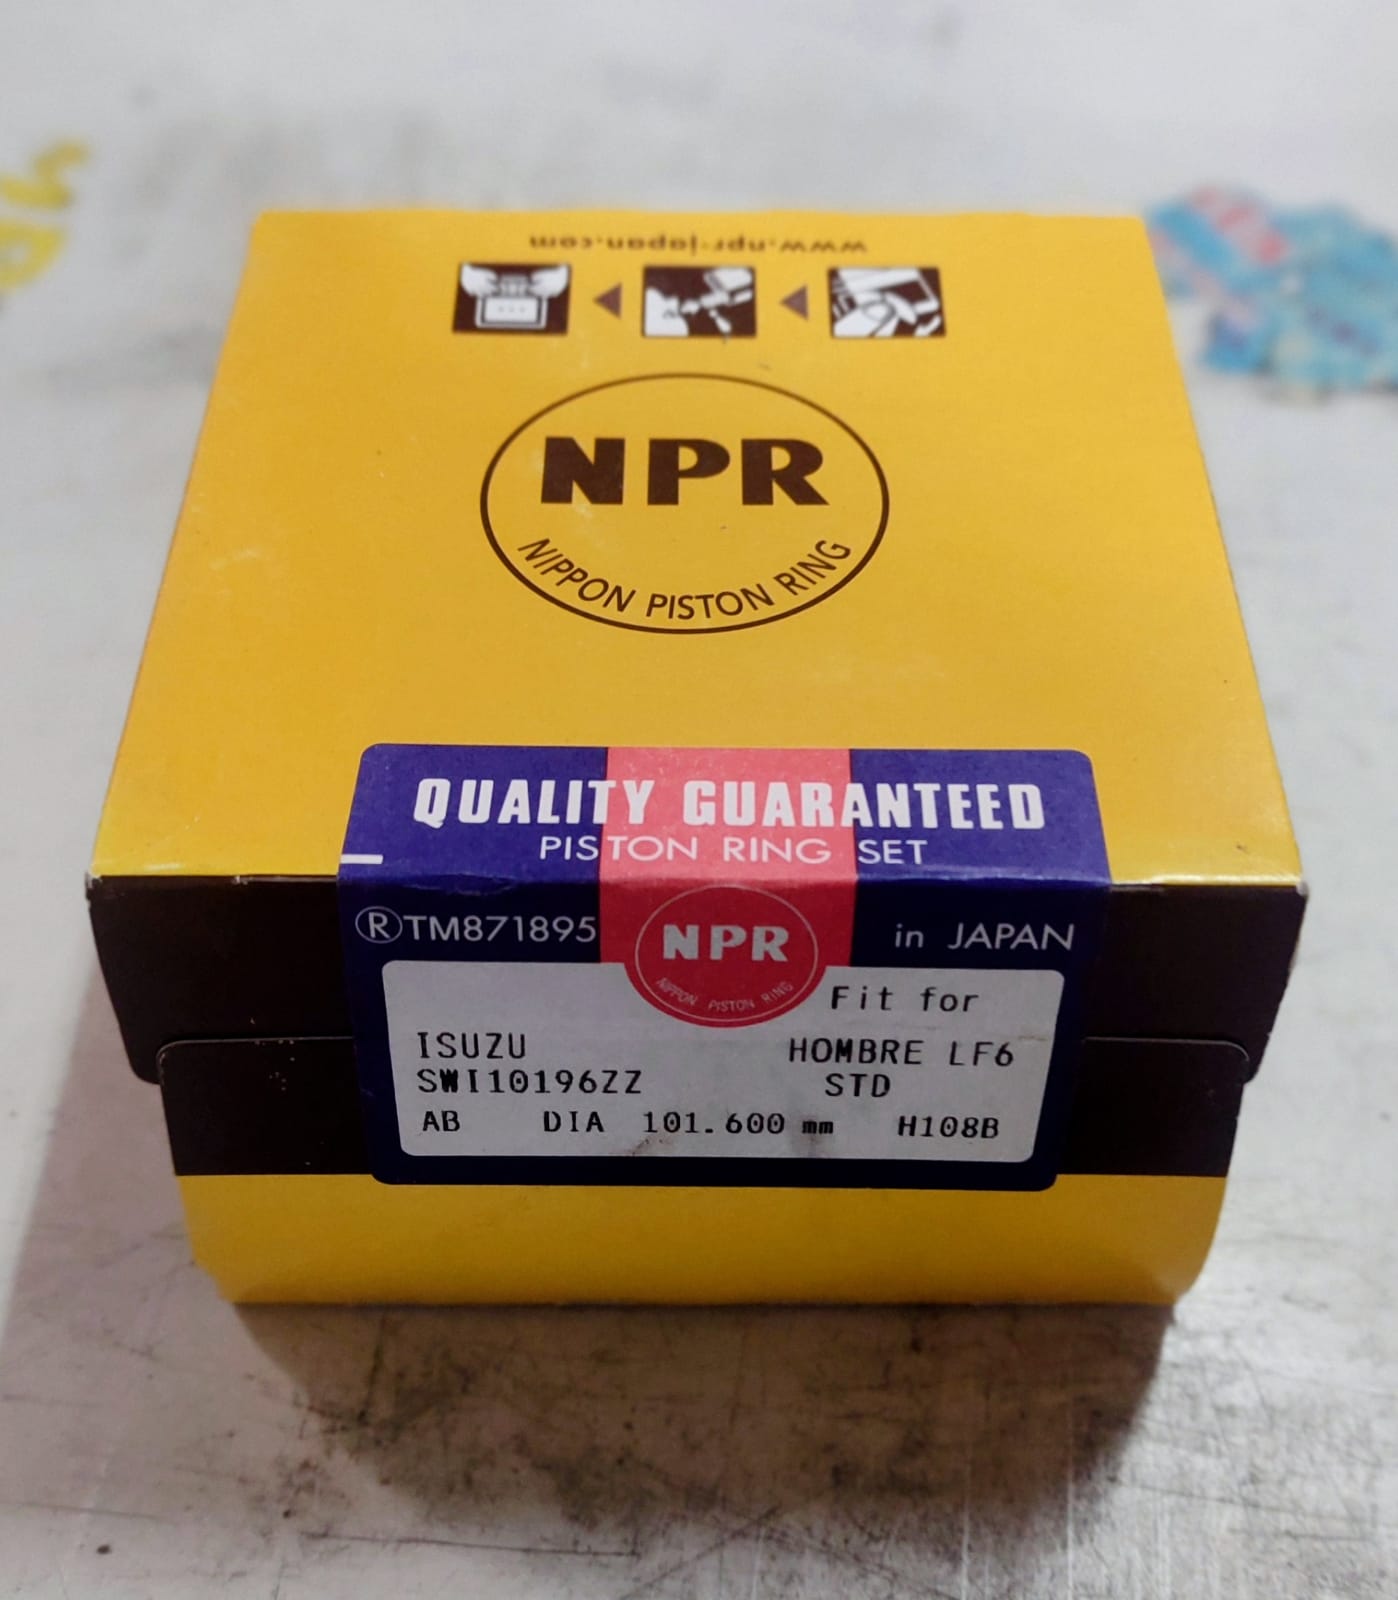 www.npr-japan.com
NPR
NIPPON PISTON RING
QUALITY GUARANTEED
PISTON RING SET
®TM871895
NPR
NIPPON PISTON RING
in JAPAN
Fit for
ISUZU HOMBRE LF6
SWI10196ZZ STD
AB DIA 101.600 mm H108B